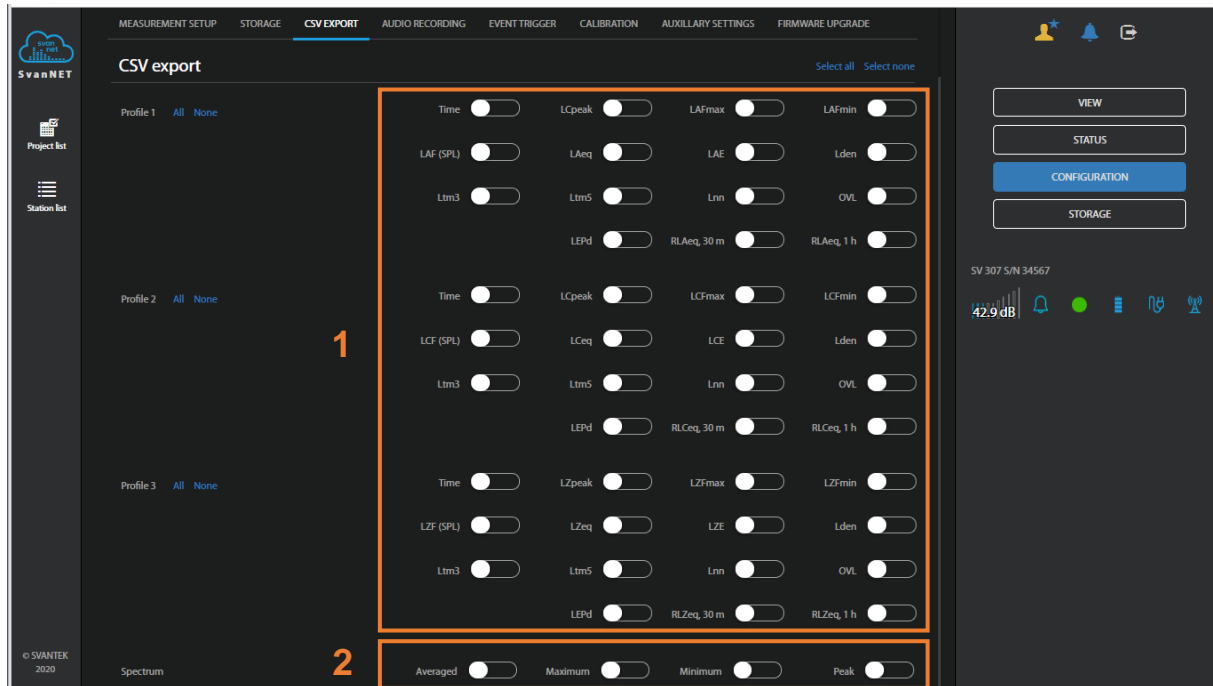 MEASUREMENT SETUP STORAGE CSV EXPORT AUDIO RECORDING EVENT TRIGGER CALIBRATION AUXILLARY SETTINGS FIRMWARE UPGRADE
svan
net
SvanNET
CSV export Select all Select none
Project list
Station list
Profile 1 All None
Time LCpeak LAFmax LAFmin
LAF (SPL) LAeq LAE Lden
Ltm3 Ltm5 Lnn OVL
LEPd RLAeq, 30 m RLAeq, 1 h
Profile 2 All None
Time LCpeak LCFmax LCFmin
1
LCF (SPL) LCeq LCE Lden
Ltm3 Ltm5 Lnn OVL
LEPd RLCeq, 30 m RLCeq, 1 h
Profile 3 All None
Time LZpeak LZFmax LZFmin
LZF (SPL) LZeq LZE Lden
Ltm3 Ltm5 Lnn OVL
LEPd RLZeq, 30 m RLZeq, 1 h
2
Spectrum Averaged Maximum Minimum Peak
© SVANTEK
2020
VIEW
STATUS
CONFIGURATION
STORAGE
SV 307 S/N 34567
42.9 dB